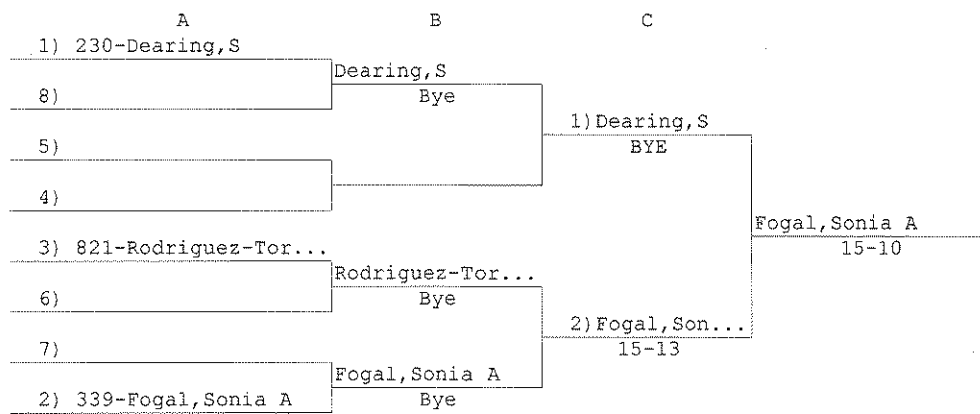 A B C
1) 230-Dearing,S
Dearing,S
8) Bye
1)Dearing,S
5) BYE
4)
Fogal,Sonia A
3) 821-Rodriguez-Tor... 15-10
Rodriguez-Tor...
6) Bye
2)Fogal,Son...
7) 15-13
Fogal,Sonia A
2) 339-Fogal,Sonia A Bye